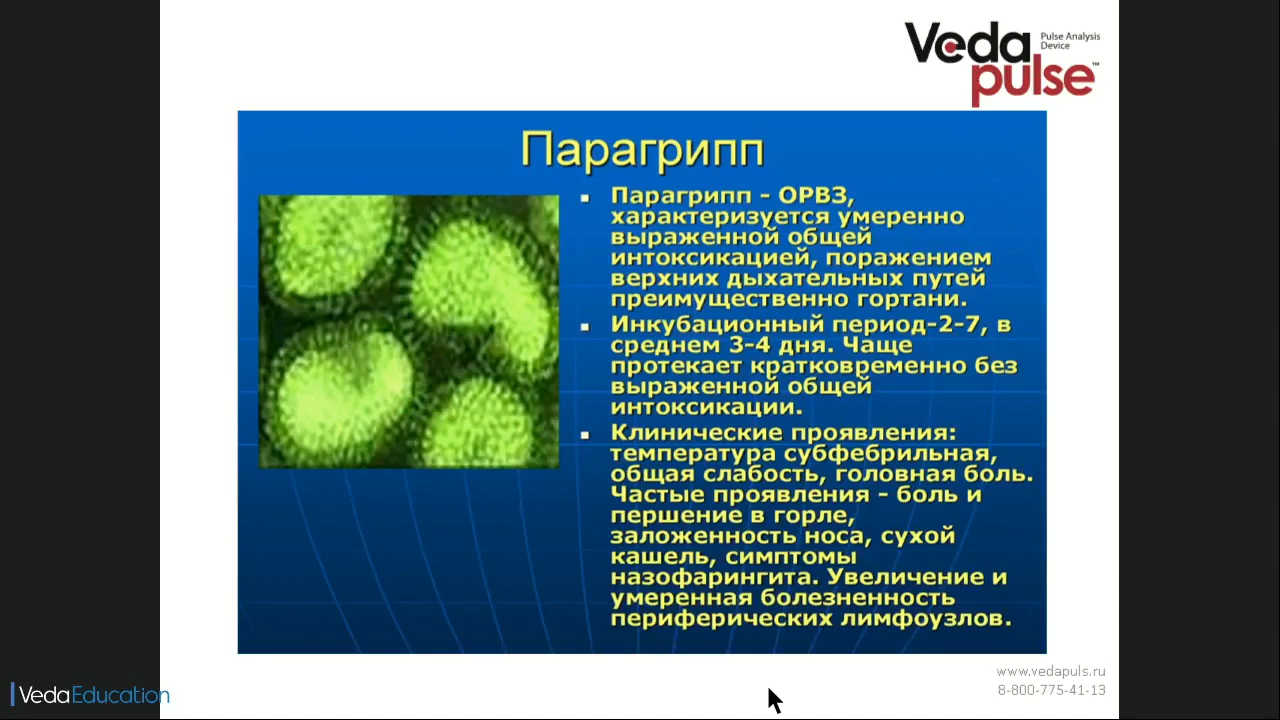 Veda Pulse Analysis
Device
pulse™
Парагрипп
Парагрипп - ОРВЗ,
характеризуется умеренно
выраженной общей
интоксикацией, поражением
верхних дыхательных путей
преимущественно гортани.
Инкубационный период-2-7, в
среднем 3-4 дня. Чаще
протекает кратковременно без
выраженной общей
интоксикации.
Клинические проявления:
температура субфебрильная,
общая слабость, головная боль.
Частые проявления - боль и
першение в горле,
заложенность носа, сухой
кашель, симптомы
назофарингита. Увеличение и
умеренная болезненность
периферических лимфоузлов.
www.vedapuls.ru
8-800-775-41-13
VedaEducation